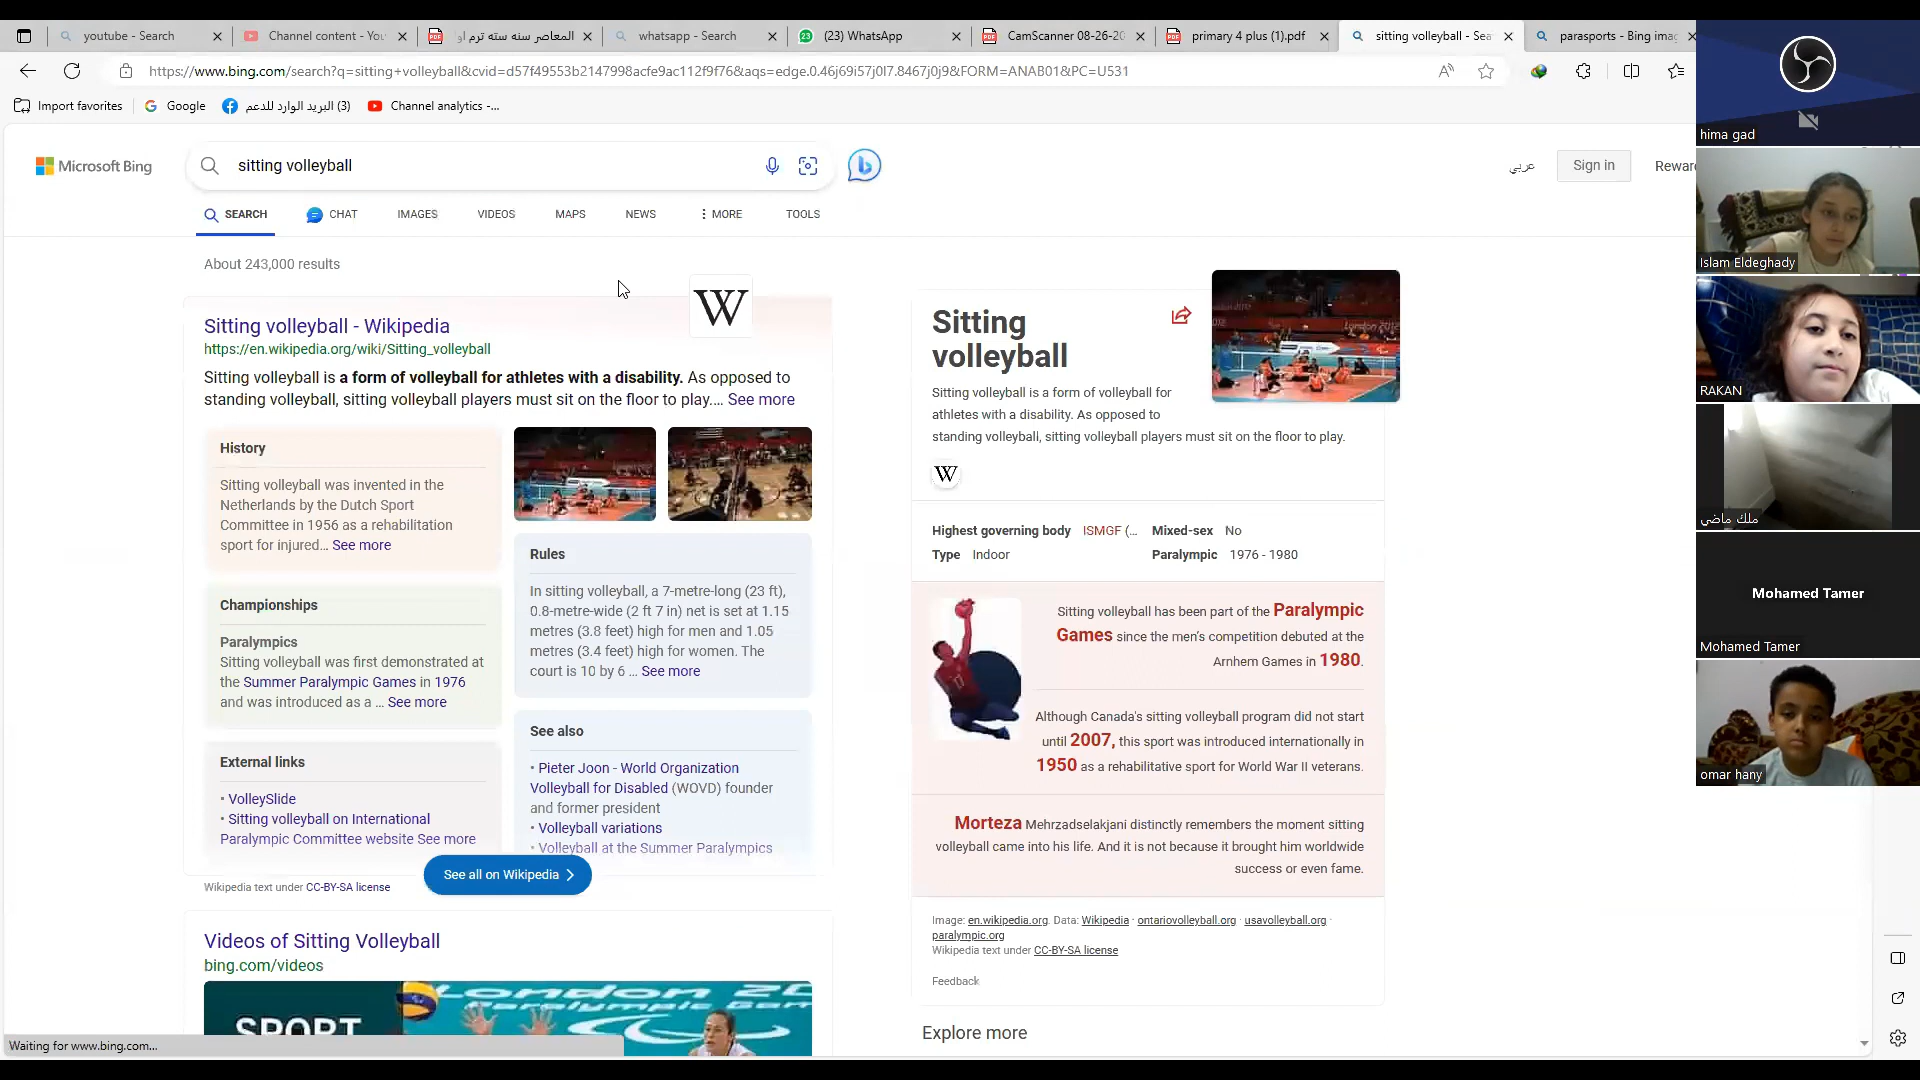 youtube - Search
Channel content - You
المعاصر سنه سته ترم او
whatsapp - Search
(23) WhatsApp
CamScanner 08-26-20
primary 4 plus (1).pdf
sitting volleyball - Sea
parasports - Bing imag
https://www.bing.com/search?q=sitting+volleyball&cvid=d57f49553b2147998acfe9ac112f9f76&aqs=edge.0.46j69i57j0l7.8467j0j9&FORM=ANAB01&PC=U531
Import favorites
Google
(3) البريد الوارد للدعم
Channel analytics -...
Microsoft Bing
sitting volleyball
عربي
Sign in
Rewar
SEARCH
CHAT
IMAGES
VIDEOS
MAPS
NEWS
MORE
TOOLS
About 243,000 results
W
Sitting volleyball - Wikipedia
https://en.wikipedia.org/wiki/Sitting_volleyball
Sitting volleyball is a form of volleyball for athletes with a disability. As opposed to
standing volleyball, sitting volleyball players must sit on the floor to play.... See more
History
Sitting volleyball was invented in the
Netherlands by the Dutch Sport
Committee in 1956 as a rehabilitation
sport for injured... See more
Championships
Paralympics
Sitting volleyball was first demonstrated at
the Summer Paralympic Games in 1976
and was introduced as a ... See more
External links
• VolleySlide
• Sitting volleyball on International
Paralympic Committee website See more
Rules
In sitting volleyball, a 7-metre-long (23 ft),
0.8-metre-wide (2 ft 7 in) net is set at 1.15
metres (3.8 feet) high for men and 1.05
metres (3.4 feet) high for women. The
court is 10 by 6 ... See more
See also
• Pieter Joon - World Organization
Volleyball for Disabled (WOVD) founder
and former president
• Volleyball variations
• Volleyball at the Summer Paralympics
See all on Wikipedia
Wikipedia text under CC-BY-SA license
Videos of Sitting Volleyball
bing.com/videos
SPORT
London 20
Paralympic Gam
Waiting for www.bing.com...
Sitting
volleyball
Sitting volleyball is a form of volleyball for
athletes with a disability. As opposed to
standing volleyball, sitting volleyball players must sit on the floor to play.
W
Highest governing body ISMGF (... Mixed-sex No
Type Indoor Paralympic 1976 - 1980
Sitting volleyball has been part of the Paralympic
Games since the men's competition debuted at the
Arnhem Games in 1980.
Although Canada's sitting volleyball program did not start
until 2007, this sport was introduced internationally in
1950 as a rehabilitative sport for World War II veterans.
Morteza Mehrzadselakjani distinctly remembers the moment sitting
volleyball came into his life. And it is not because it brought him worldwide
success or even fame.
Image: en.wikipedia.org. Data: Wikipedia · ontariovolleyball.org · usavolleyball.org ·
paralympic.org
Wikipedia text under CC-BY-SA license
Feedback
Explore more
hima gad
Islam Eldeghady
RAKAN
ملك ماضي
Mohamed Tamer
Mohamed Tamer
omar hany